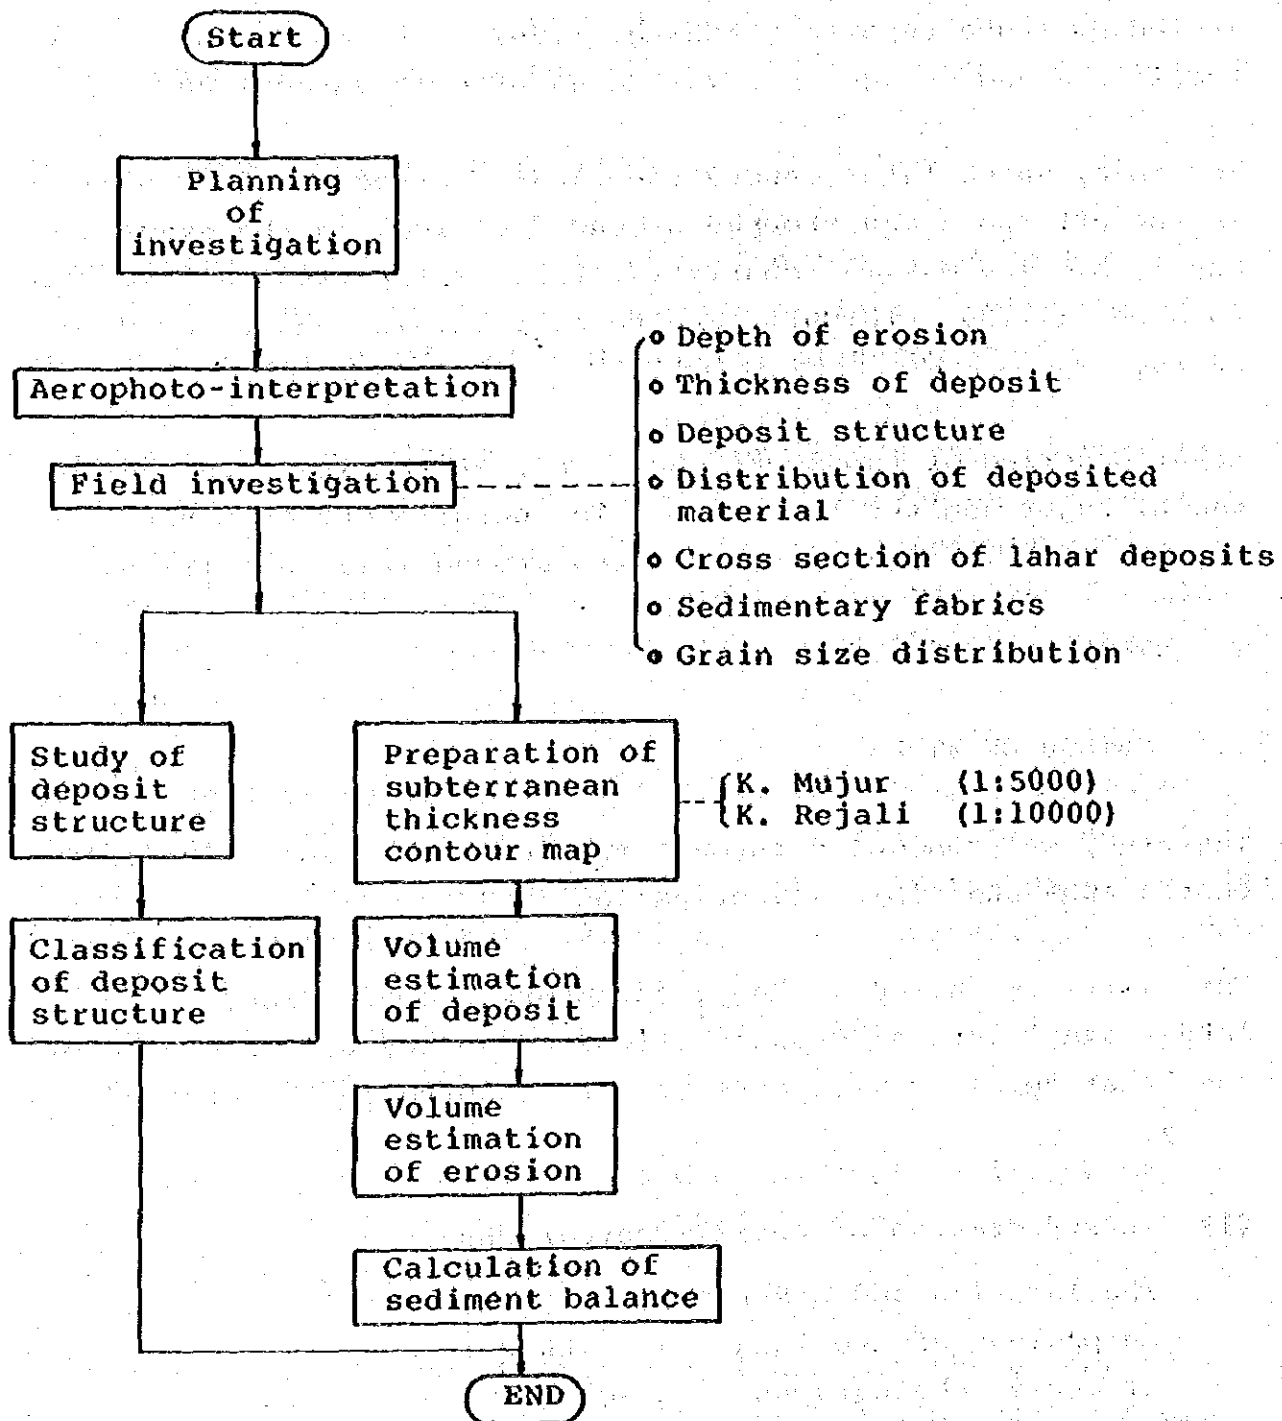 Start
Planning
of
investigation
Aerophoto-interpretation
Field investigation
Depth of erosion
Thickness of deposit
Deposit structure
Distribution of deposited
material
Cross section of lahar deposits
Sedimentary fabrics
Grain size distribution
Study of
deposit
structure
Preparation of
subterranean
thickness
contour map
K. Mujur (1:5000)
K. Rejali (1:10000)
Classification
of deposit
structure
Volume
estimation
of deposit
Volume
estimation
of erosion
Calculation of
sediment balance
END